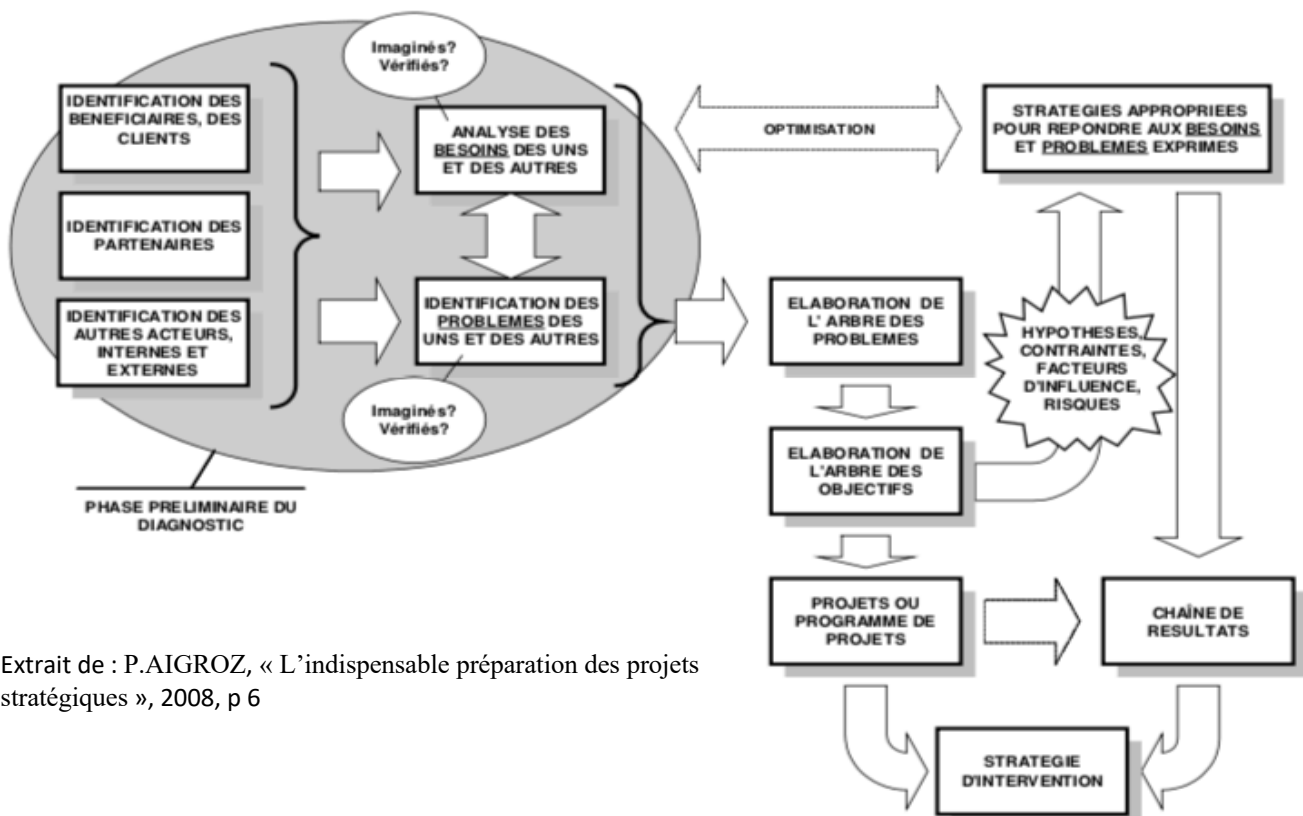 Imaginés?
Vérifiés?
IDENTIFICATION DES
BENEFICIAIRES, DES
CLIENTS
ANALYSE DES
BESOINS DES UNS
ET DES AUTRES
OPTIMISATION
STRATEGIES APPROPRIEES
POUR REPONDRE AUX BESOINS
ET PROBLEMES EXPRIMES
IDENTIFICATION DES
PARTENAIRES
IDENTIFICATION DES
AUTRES ACTEURS,
INTERNES ET
EXTERNES
IDENTIFICATION DES
PROBLEMES DES
UNS ET DES AUTRES
ELABORATION DE
L' ARBRE DES
PROBLEMES
HYPOTHESES,
CONTRAINTES,
FACTEURS
D'INFLUENCE,
RISQUES
Imaginés?
Vérifiés?
ELABORATION DE
L'ARBRE DES
OBJECTIFS
PHASE PRELIMINAIRE DU
DIAGNOSTIC
PROJETS OU
PROGRAMME DE
PROJETS
CHAÎNE DE
RESULTATS
Extrait de : P.AIGROZ, « L’indispensable préparation des projets
stratégiques », 2008, p 6
STRATEGIE
D'INTERVENTION